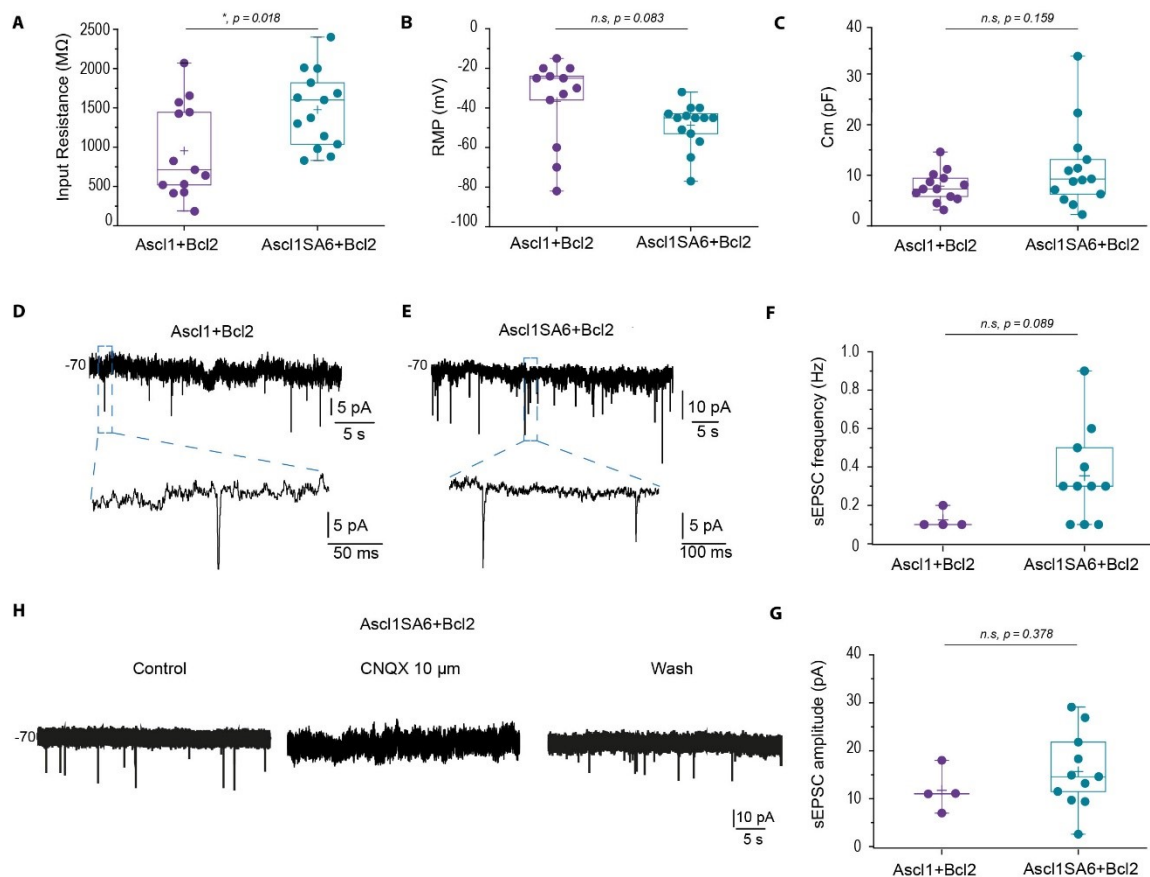 A
*, p = 0.018
Input Resistance (MΩ)
2500
2000
1500
1000
500
0
Ascl1+Bcl2
Ascl1SA6+Bcl2
B
n.s, p = 0.083
RMP (mV)
0
-20
-40
-60
-80
-100
Ascl1+Bcl2
Ascl1SA6+Bcl2
C
n.s, p = 0.159
Cm (pF)
40
30
20
10
0
Ascl1+Bcl2
Ascl1SA6+Bcl2
D
Ascl1+Bcl2
-70
5 pA
5 s
5 pA
50 ms
E
Ascl1SA6+Bcl2
-70
10 pA
5 s
5 pA
100 ms
F
n.s, p = 0.089
sEPSC frequency (Hz)
1.0
0.8
0.6
0.4
0.2
0
Ascl1+Bcl2
Ascl1SA6+Bcl2
H
Ascl1SA6+Bcl2
Control
CNQX 10 µm
Wash
-70
10 pA
5 s
G
n.s, p = 0.378
sEPSC amplitude (pA)
40
30
20
10
0
Ascl1+Bcl2
Ascl1SA6+Bcl2